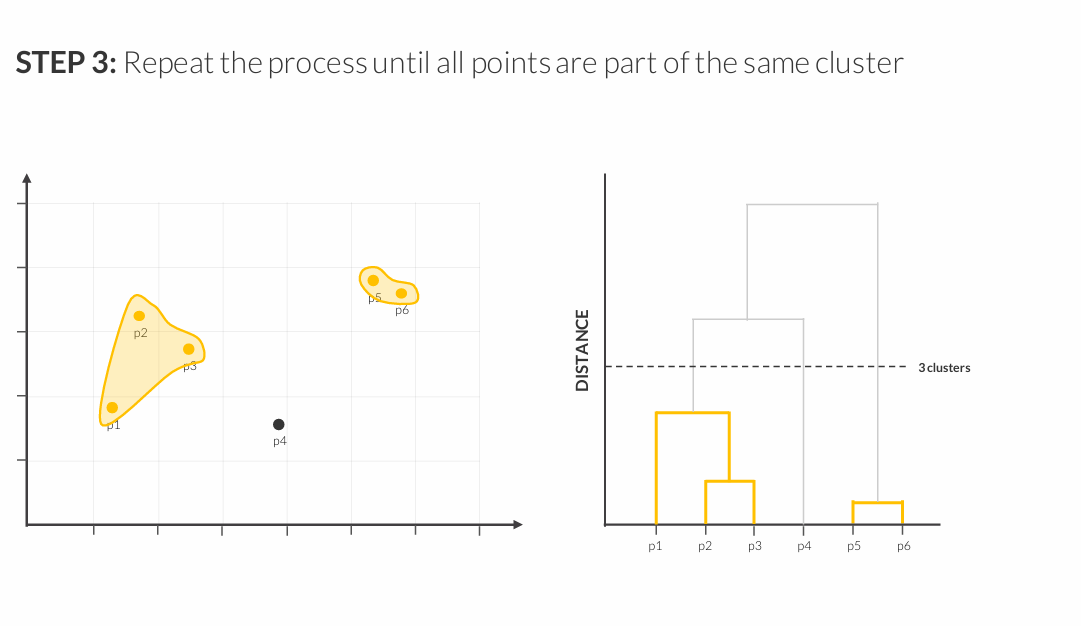 STEP 3: Repeat the process until all points are part of the same cluster
p5
p6
p2
p3
p1
p4
DISTANCE
3 clusters
p1 p2 p3 p4 p5 p6